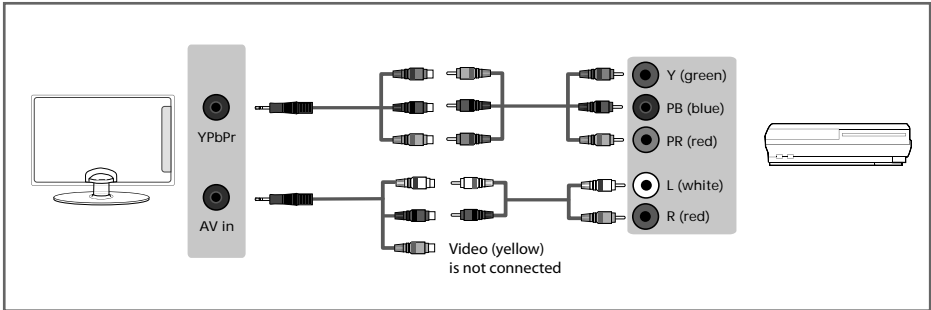 YPbPr
AV in
Y (green)
PB (blue)
PR (red)
L (white)
R (red)
Video (yellow)
is not connected